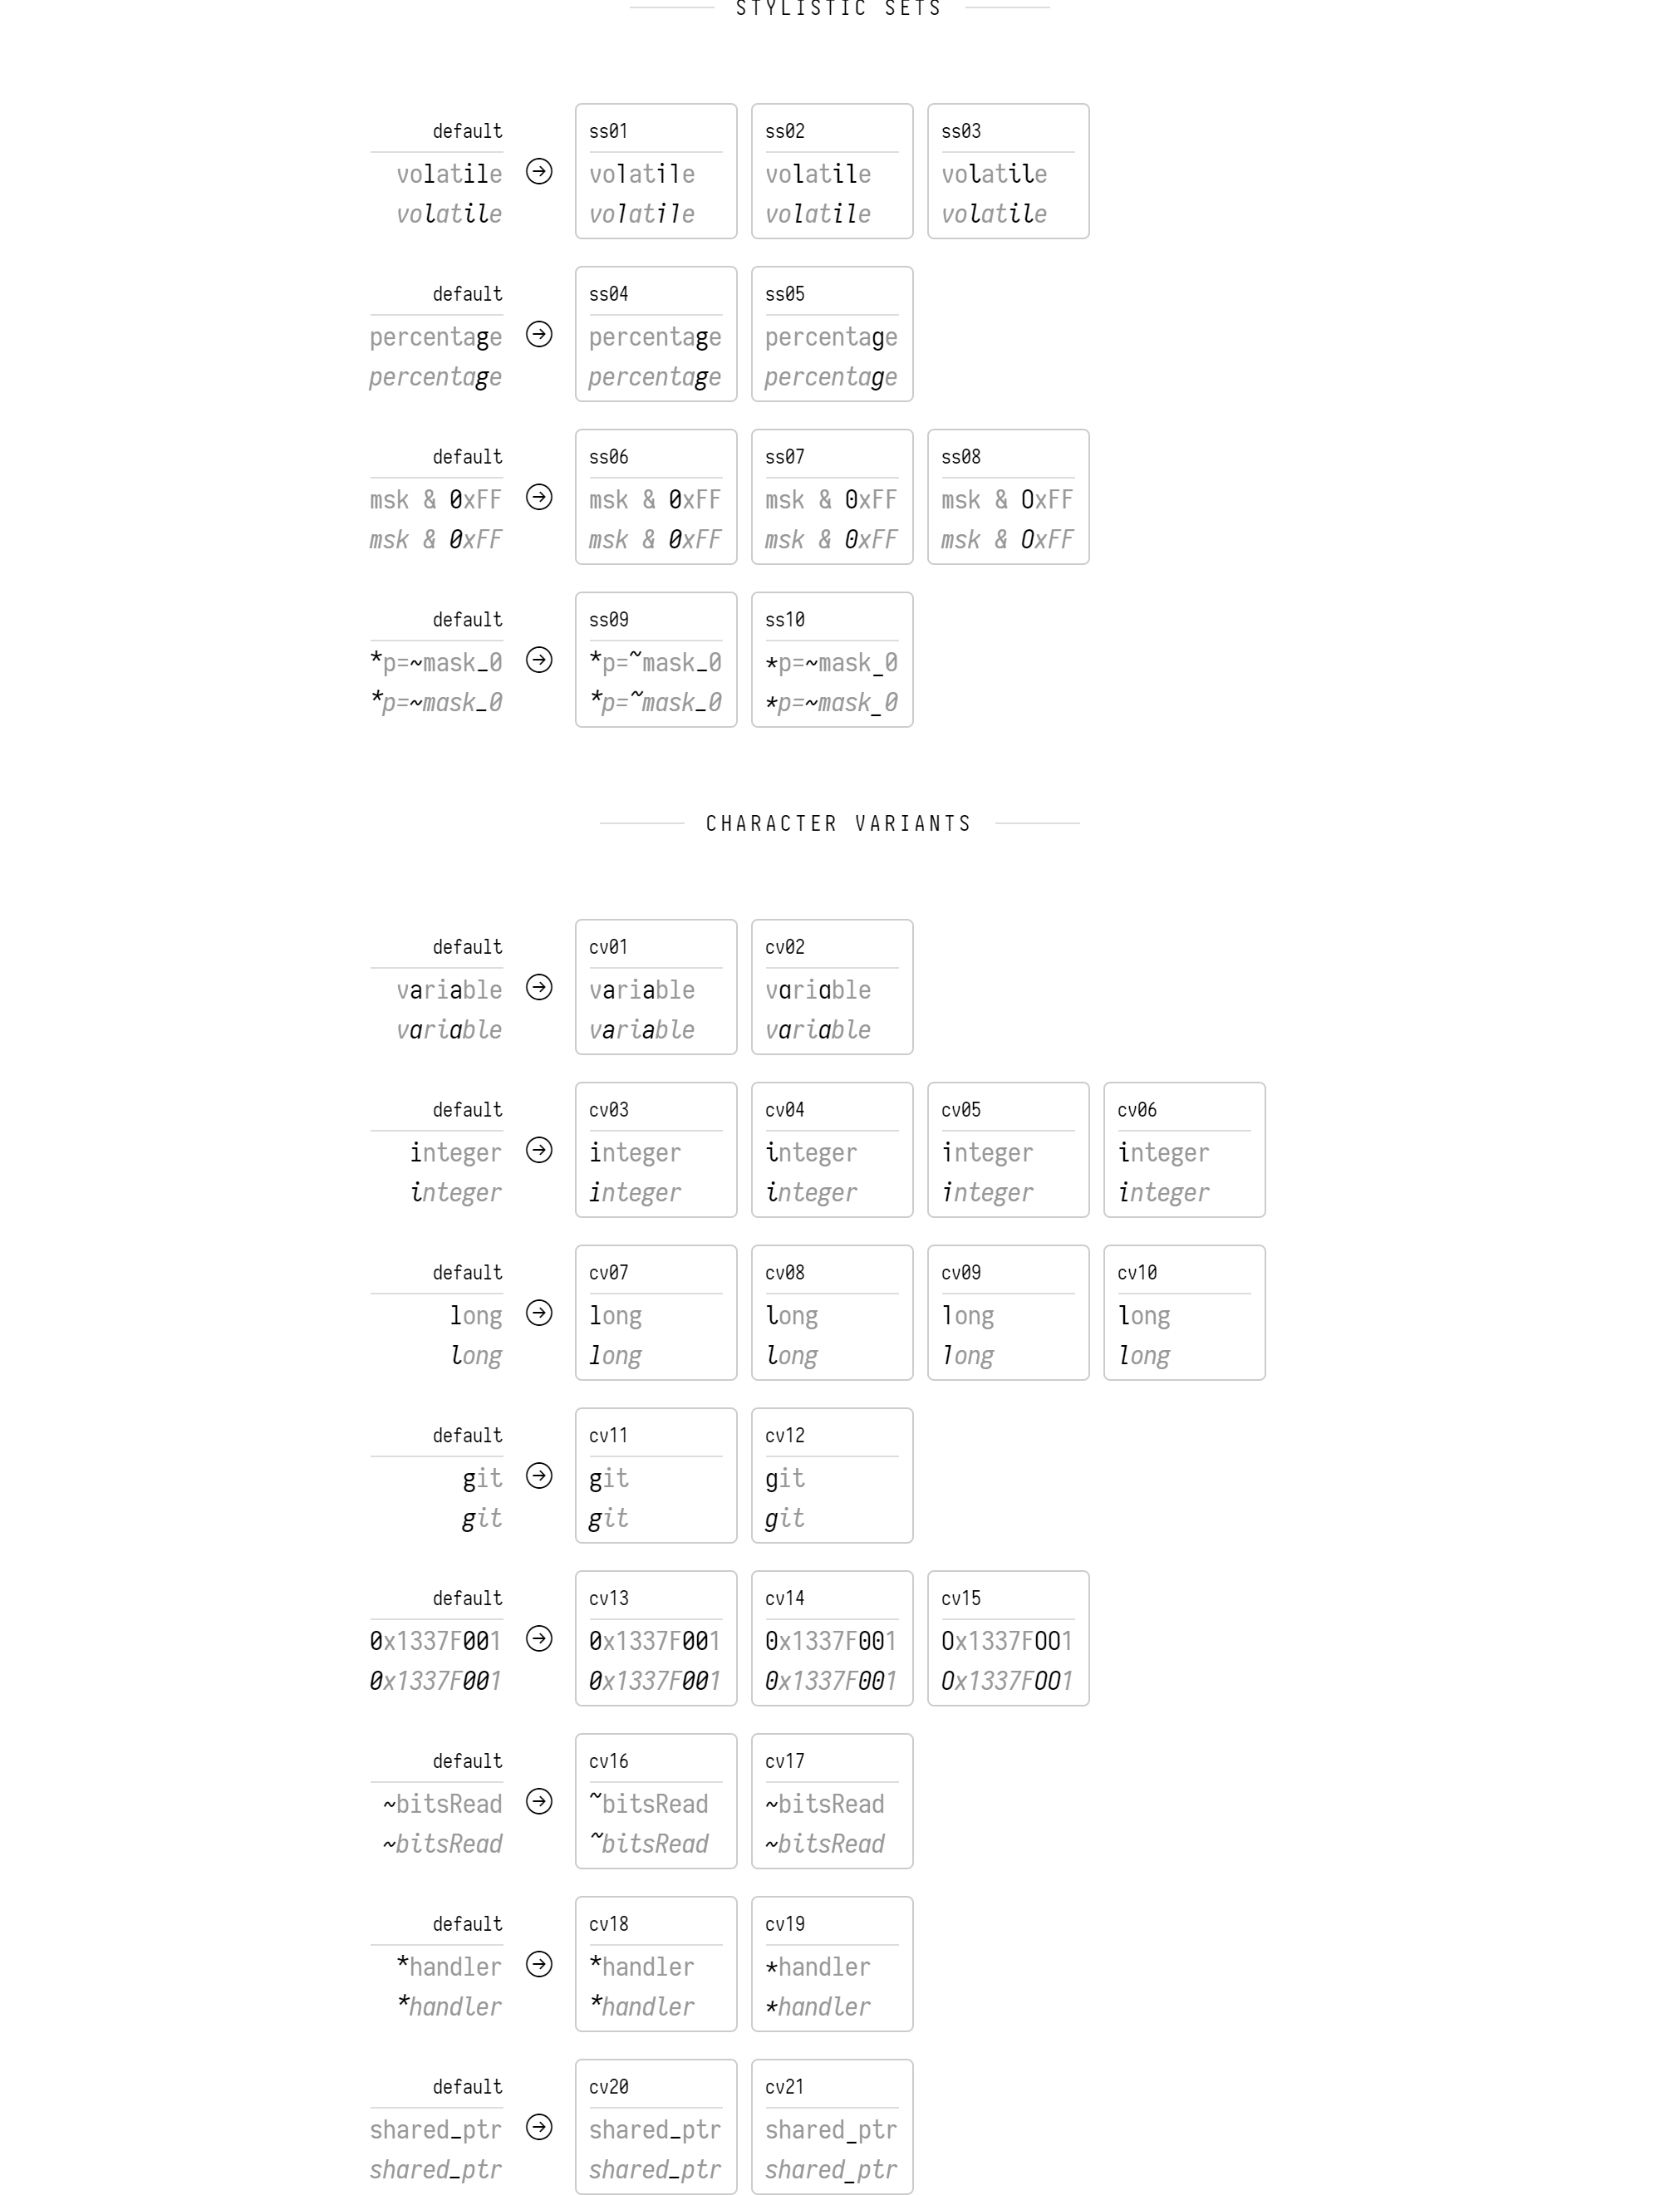 STYLISTIC SETS
default ss01 ss02 ss03
volatile volatile volatile volatile
volatile volatile volatile volatile
default ss04 ss05
percentage percentage percentage
percentage percentage percentage
default ss06 ss07 ss08
msk & 0xFF msk & 0xFF msk & 0xFF msk & 0xFF
msk & 0xFF msk & 0xFF msk & 0xFF msk & 0xFF
default ss09 ss10
*p=~mask_0 *p=~mask_0 *p=~mask_0
*p=~mask_0 *p=~mask_0 *p=~mask_0
CHARACTER VARIANTS
default cv01 cv02
variable variable variable
variable variable variable
default cv03 cv04 cv05 cv06
integer integer integer integer integer
integer integer integer integer integer
default cv07 cv08 cv09 cv10
long long long long long
long long long long long
default cv11 cv12
git git git
git git git
default cv13 cv14 cv15
0x1337F001 0x1337F001 0x1337F001 0x1337F001
0x1337F001 0x1337F001 0x1337F001 0x1337F001
default cv16 cv17
~bitsRead ~bitsRead ~bitsRead
~bitsRead ~bitsRead ~bitsRead
default cv18 cv19
*handler *handler *handler
*handler *handler *handler
default cv20 cv21
shared_ptr shared_ptr shared_ptr
shared_ptr shared_ptr shared_ptr